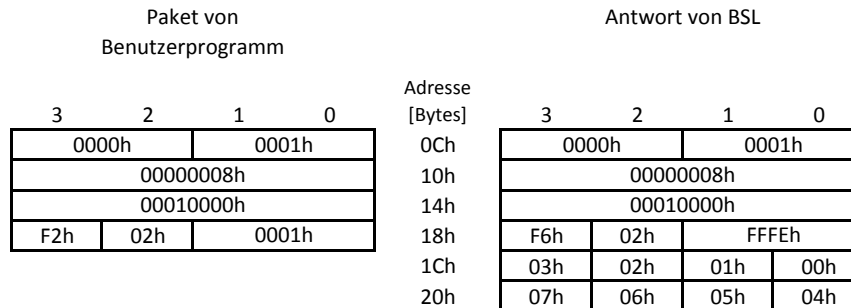 Paket von Benutzerprogramm
Antwort von BSL
Adresse
3 2 1 0 [Bytes] 3 2 1 0
0000h 0001h 0Ch 0000h 0001h
00000008h 10h 00000008h
00010000h 14h 00010000h
F2h 02h 0001h 18h F6h 02h FFFEh
1Ch 03h 02h 01h 00h
20h 07h 06h 05h 04h